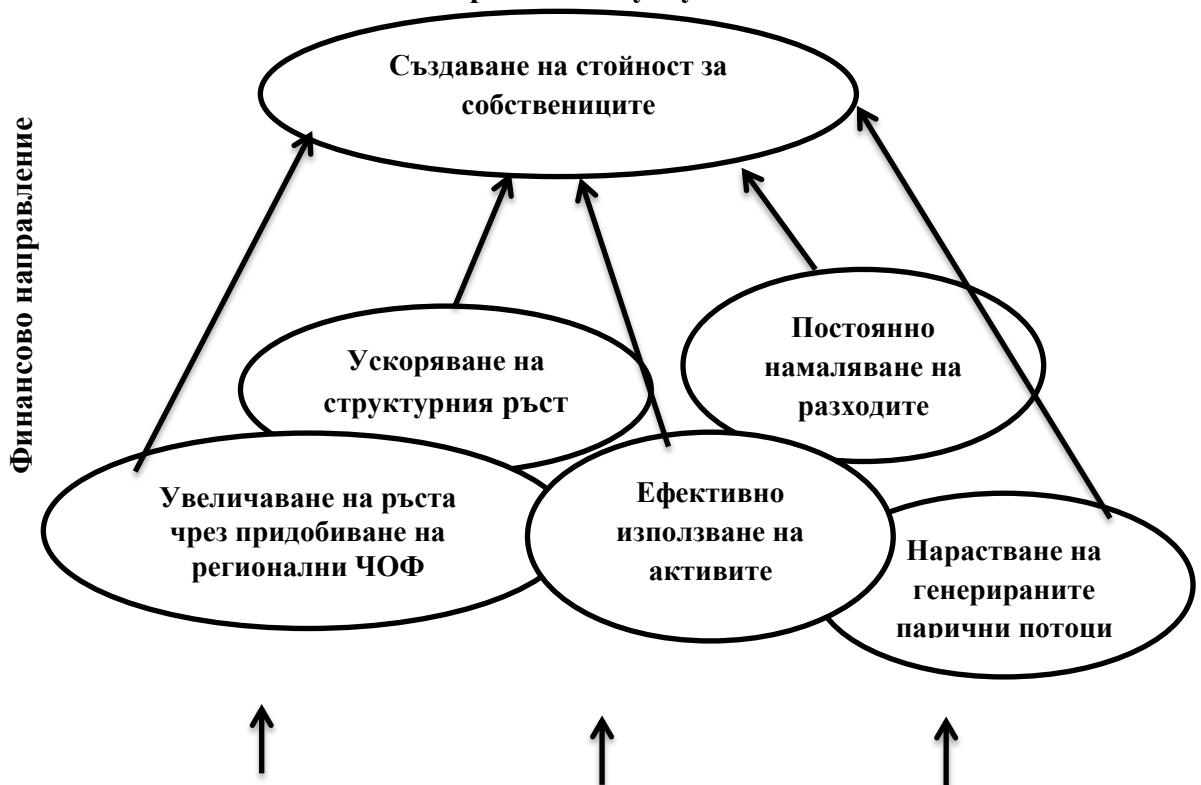 Създаване на стойност за
собствениците
Финансово направление
Постоянно
намаляване на
разходите
Ускоряване на
структурния ръст
Увеличаване на ръста
чрез придобиване на
регионални ЧОФ
Ефективно
използване на
активите
Нарастване на
генерираните
парични потоци